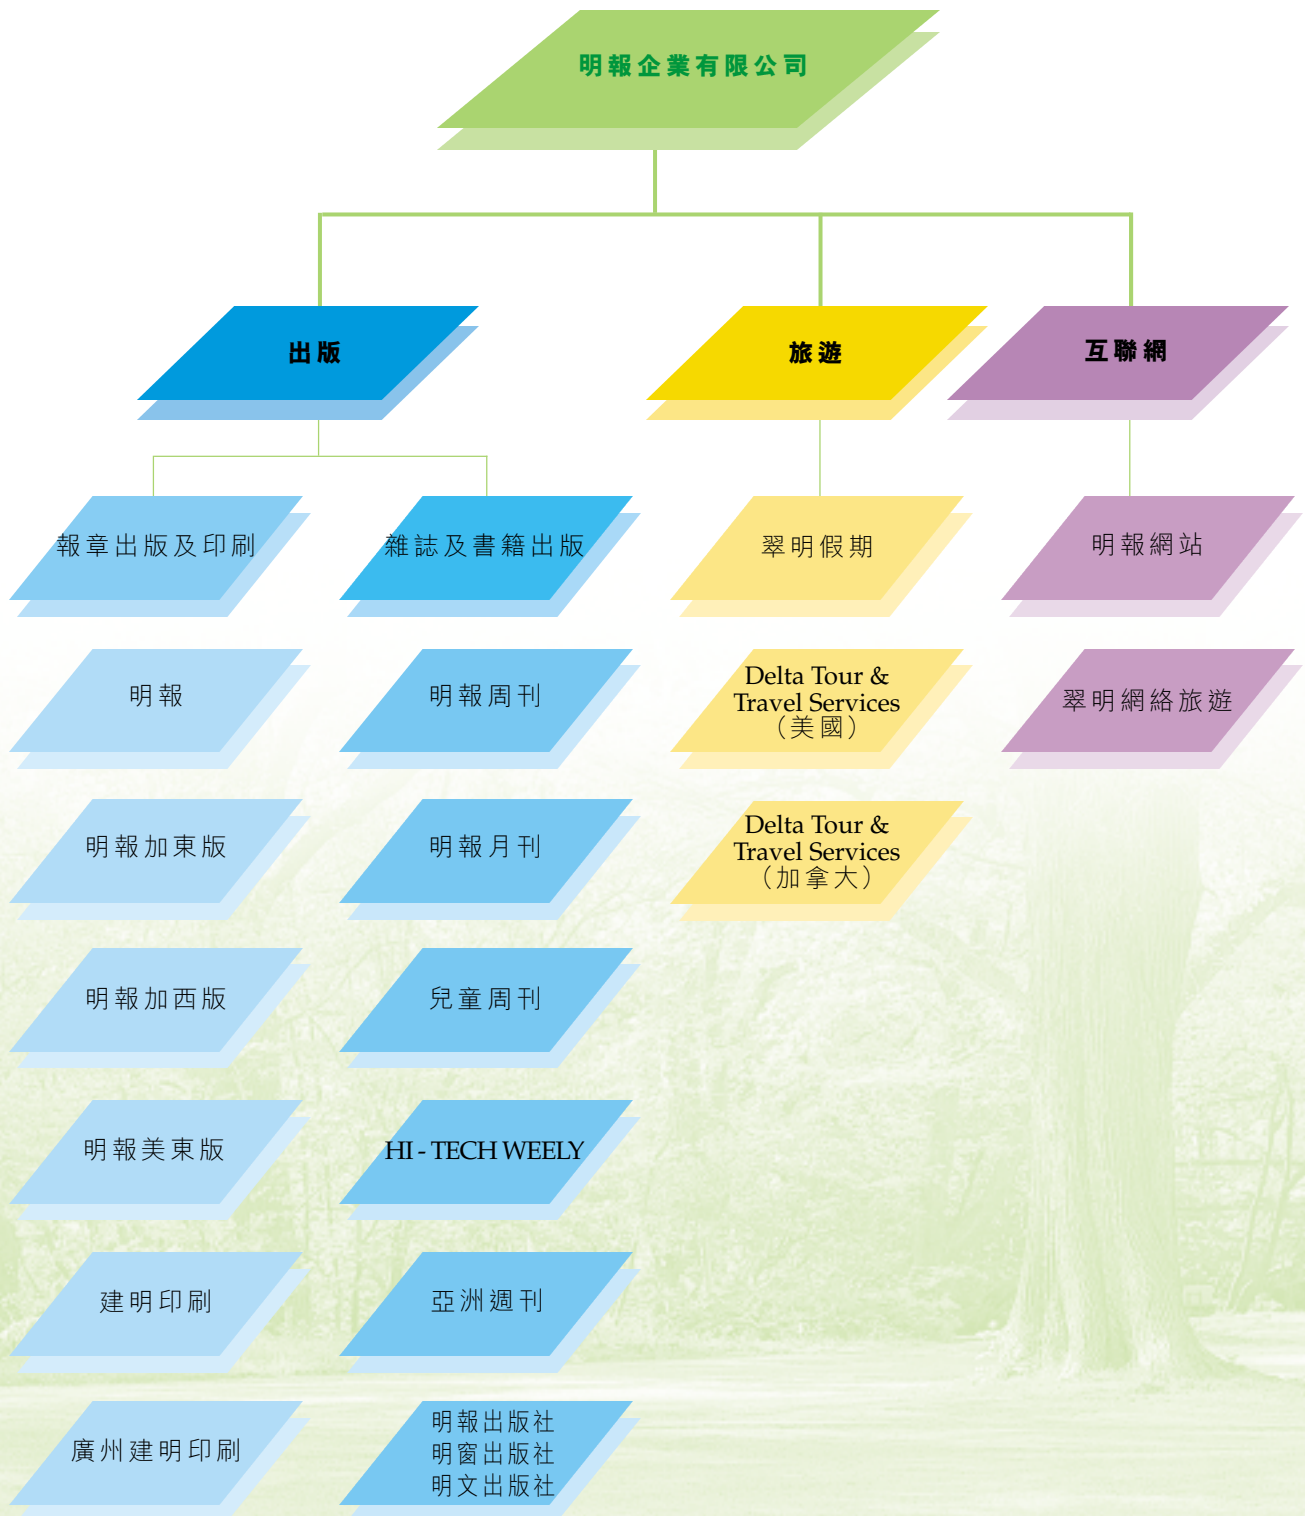 明報企業有限公司
出版
旅遊
互聯網
報章出版及印刷
雜誌及書籍出版
翠明假期
明報網站
明報
明報周刊
Delta Tour &
Travel Services
（美國）
翠明網絡旅遊
明報加東版
明報月刊
Delta Tour &
Travel Services
（加拿大）
明報加西版
兒童周刊
明報美東版
HI - TECH WEELY
建明印刷
亞洲週刊
廣州建明印刷
明報出版社
明窗出版社
明文出版社